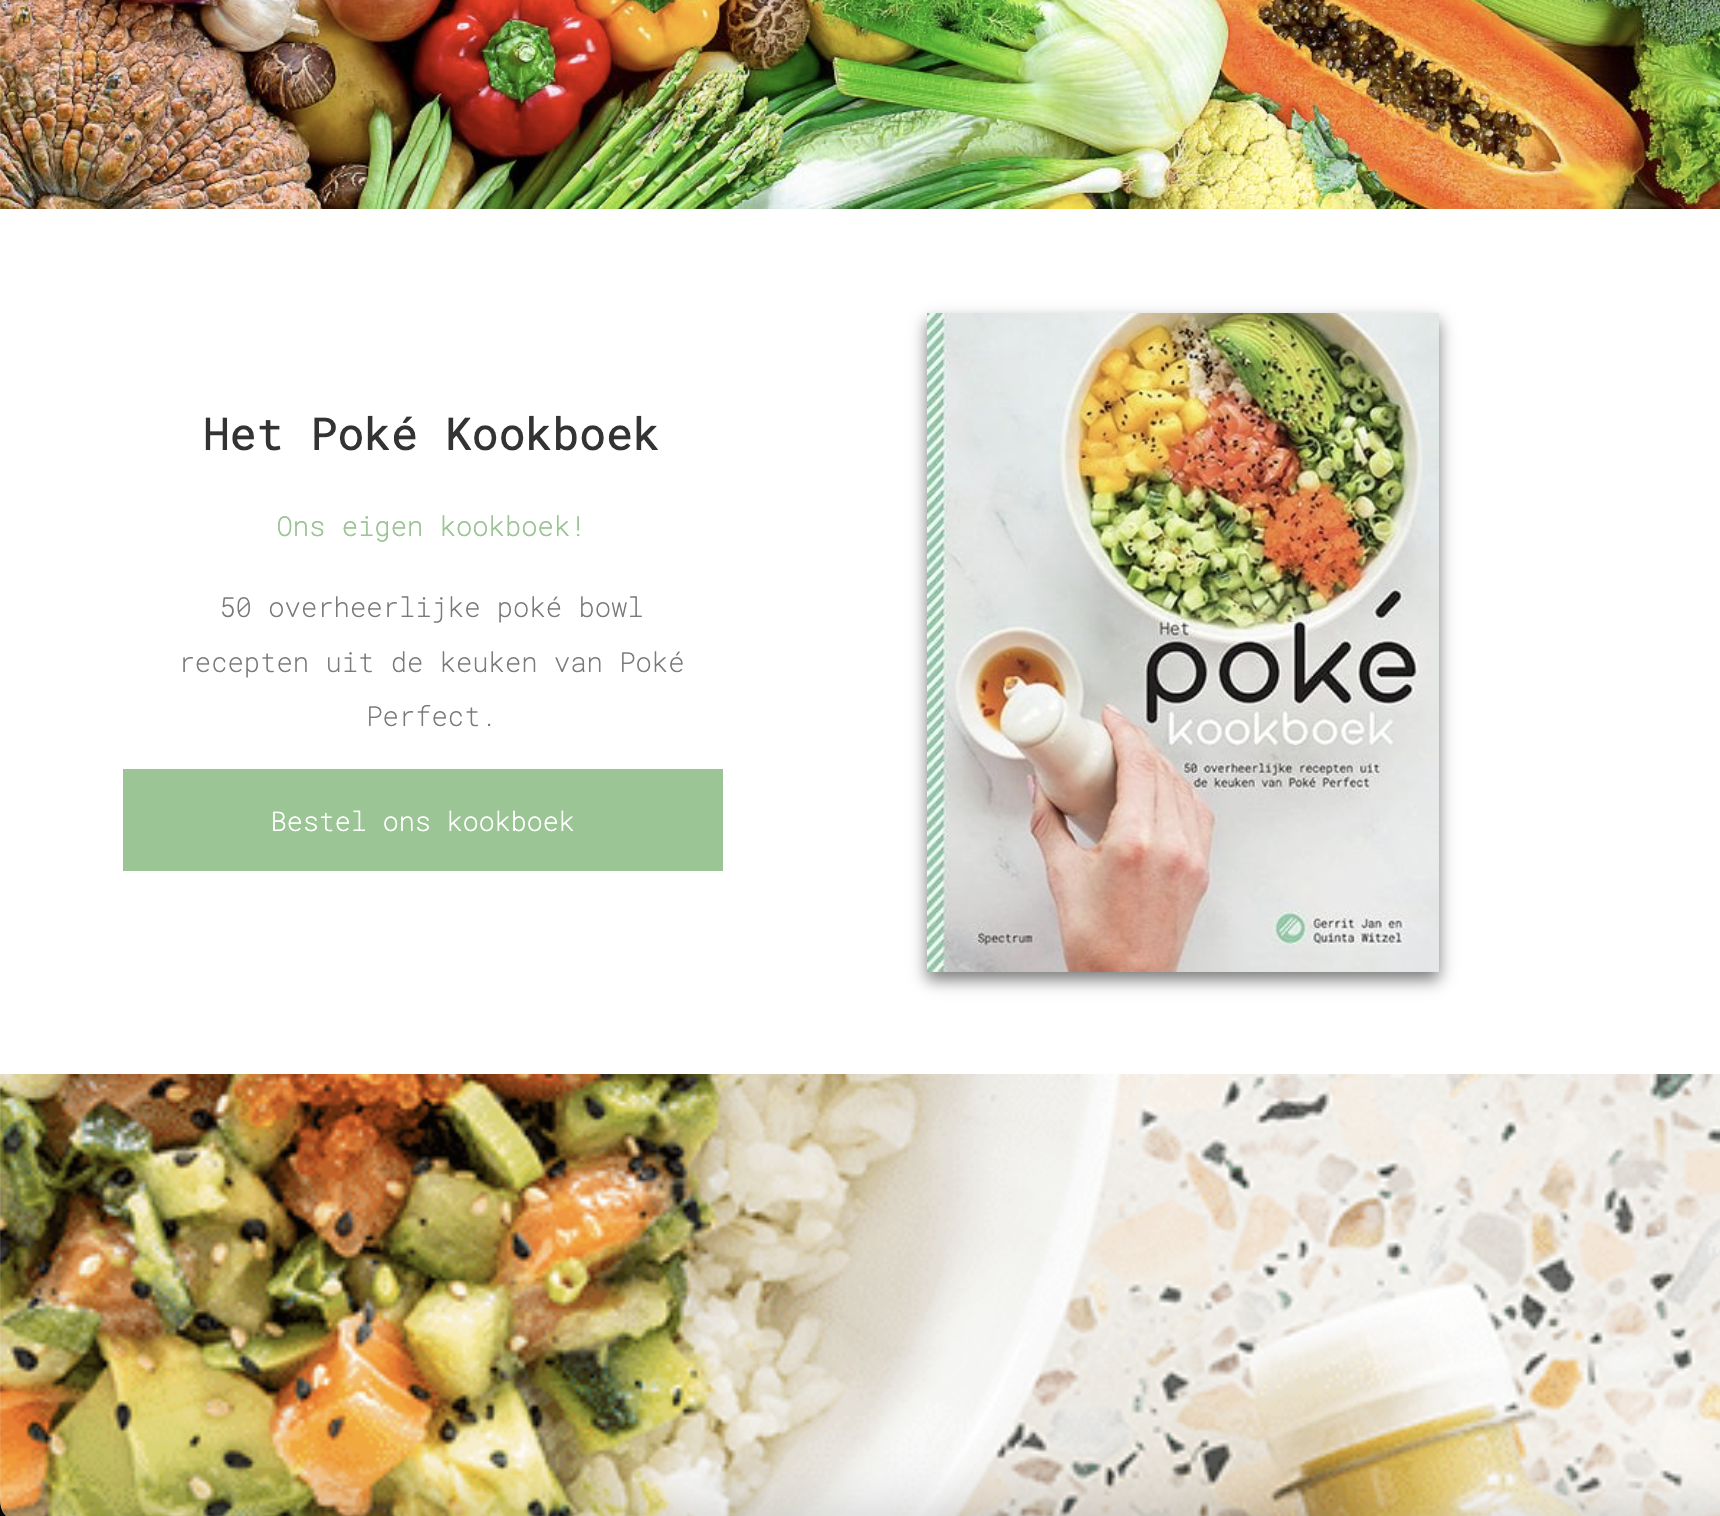 Het Poké Kookboek
Ons eigen kookboek!
50 overheerlijke poké bowl
recepten uit de keuken van Poké
Perfect.
Bestel ons kookboek
Het
poké
kookboek
50 overheerlijke recepten uit
de keuken van Poké Perfect
Spectrum
Gerrit Jan en
Quinta Witzel